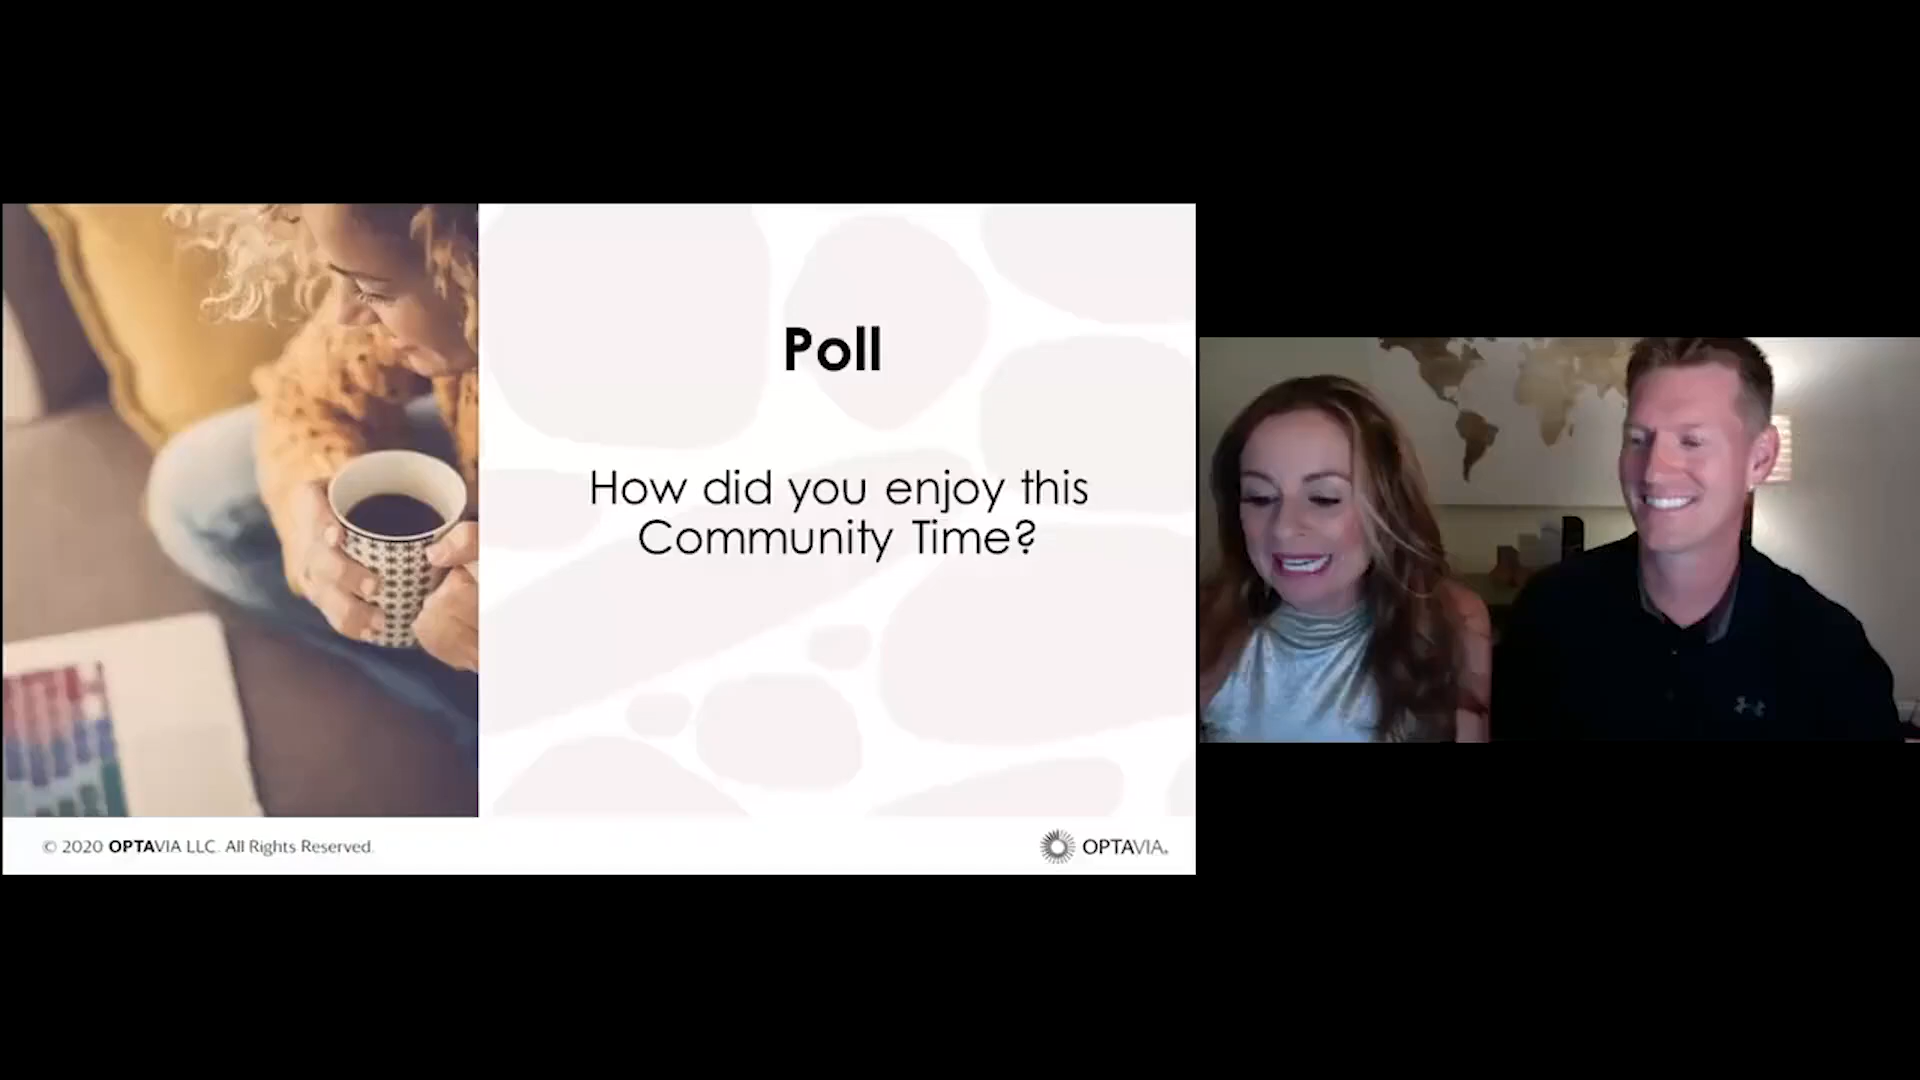 Poll
How did you enjoy this
Community Time?
© 2020 OPTAVIA LLC. All Rights Reserved.
OPTAVIA.